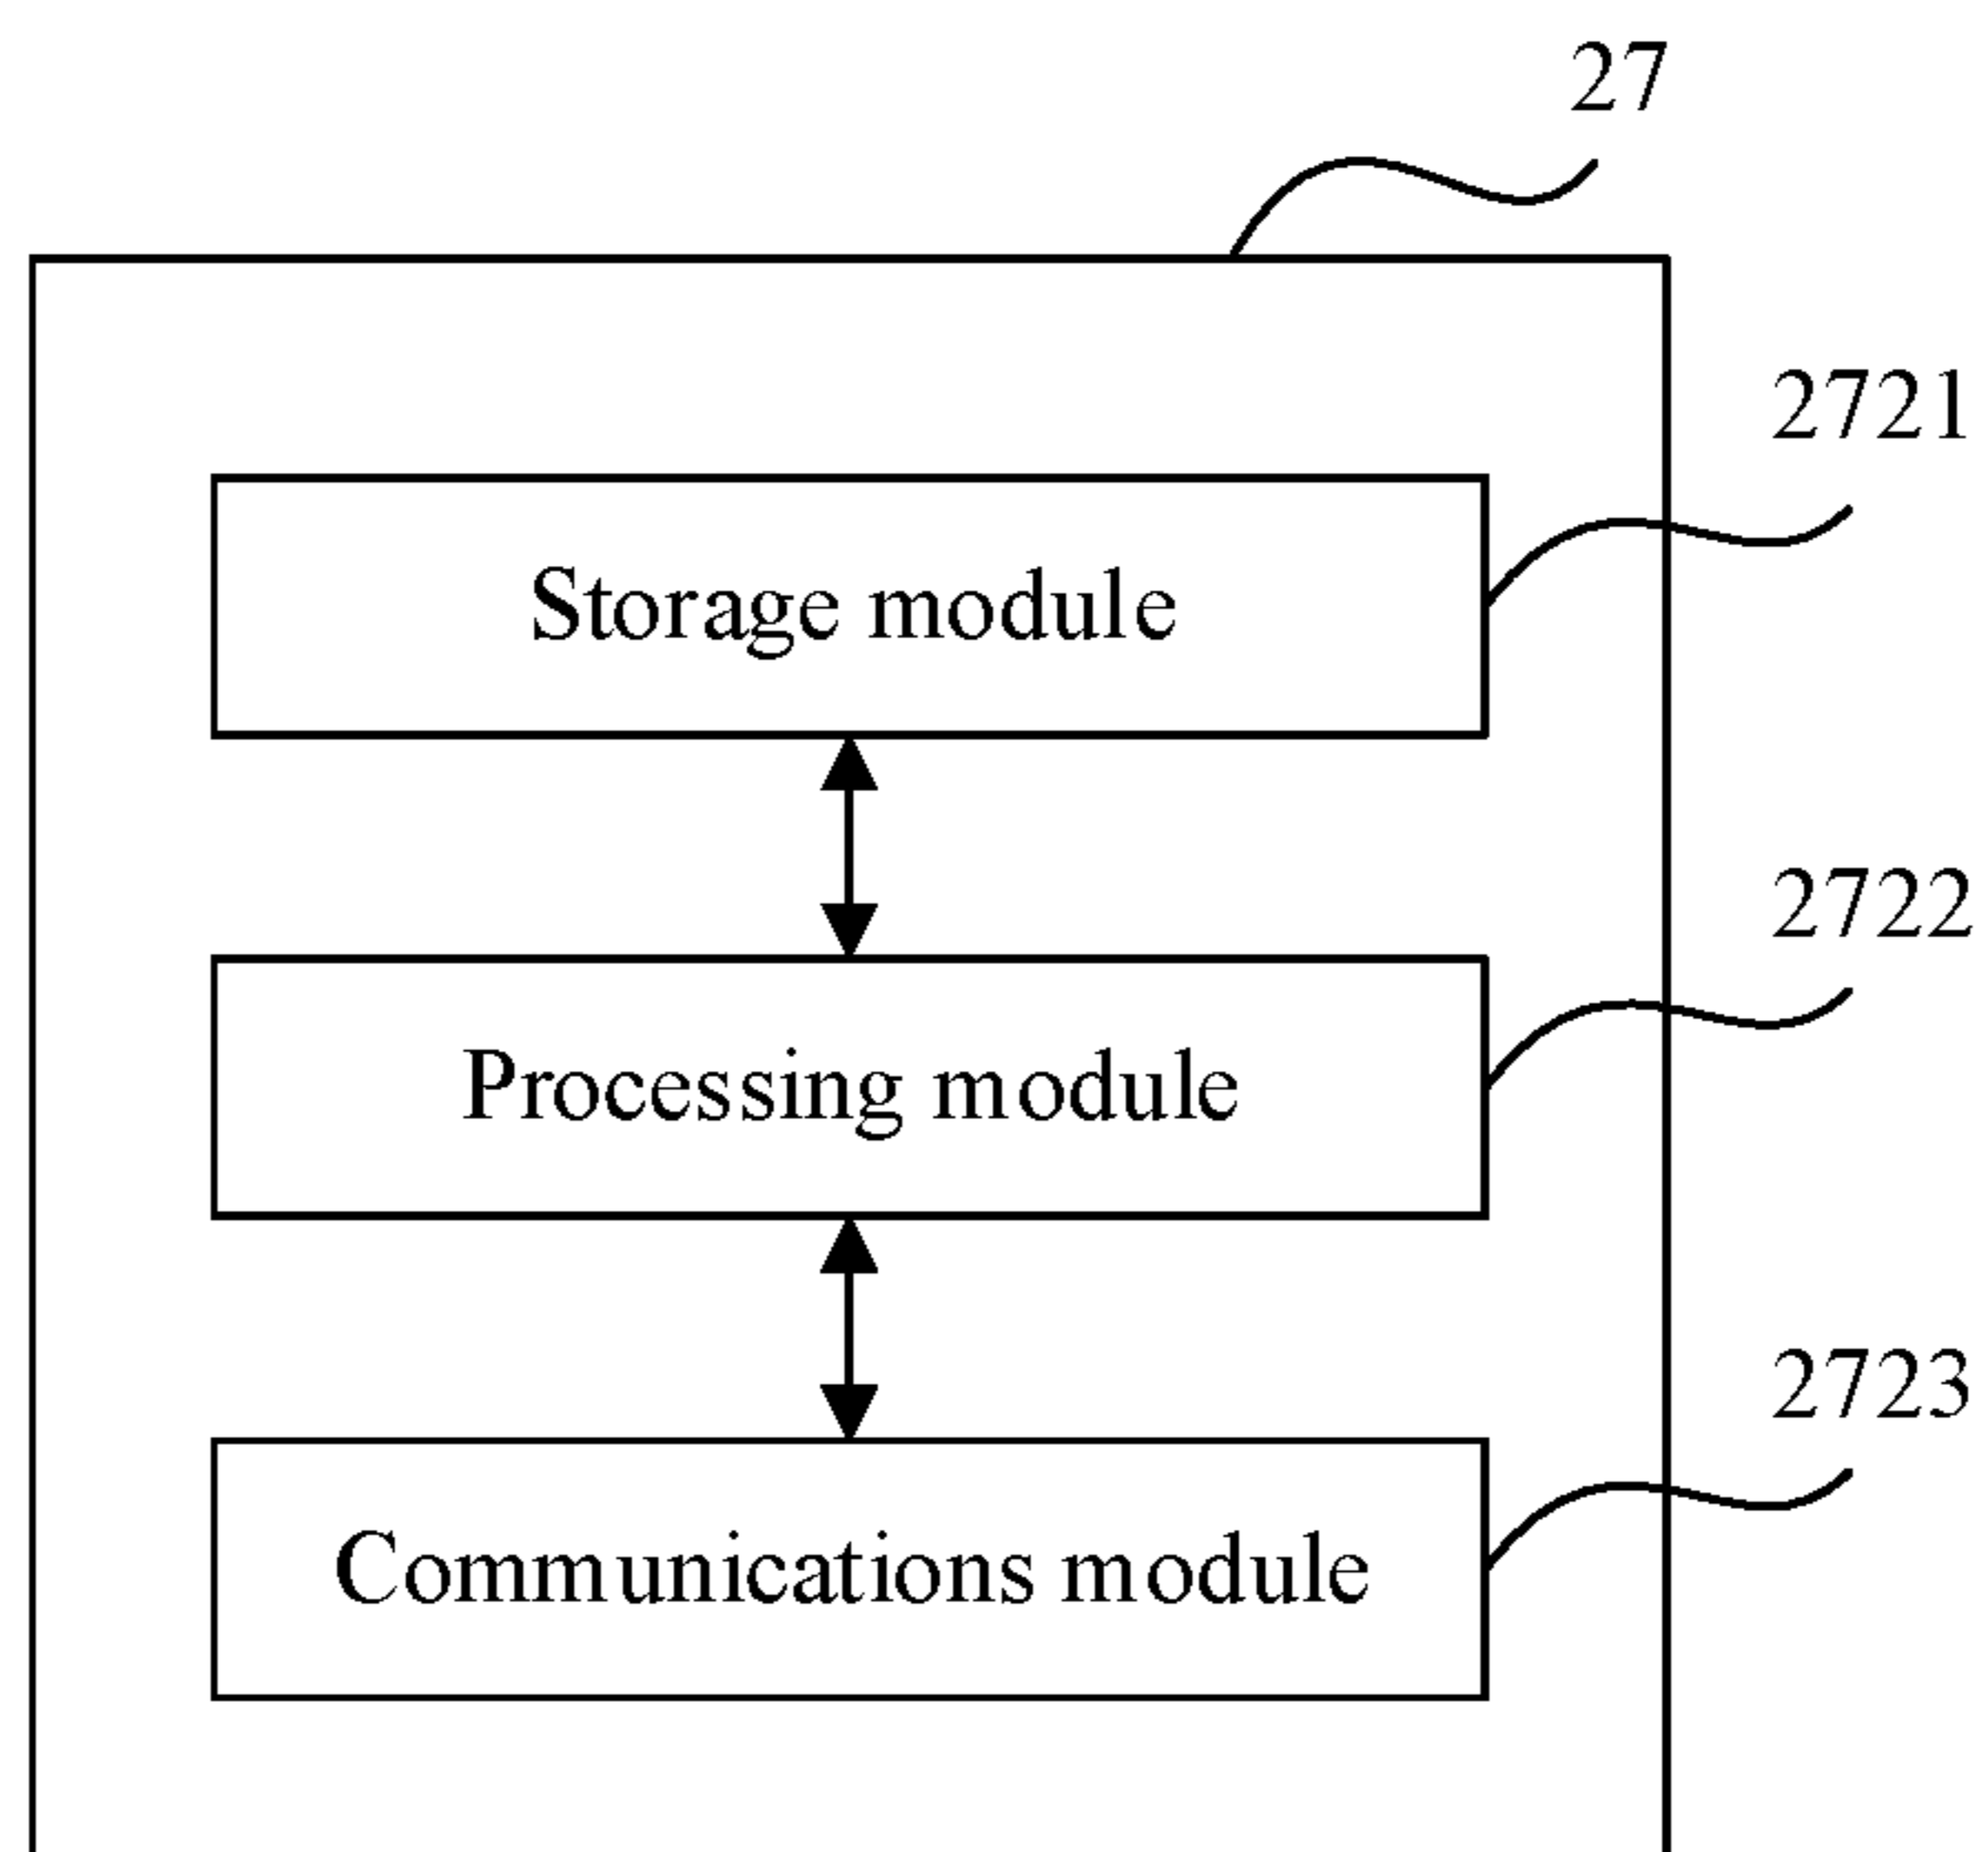 27
2721
Storage module
2722
Processing module
2723
Communications module